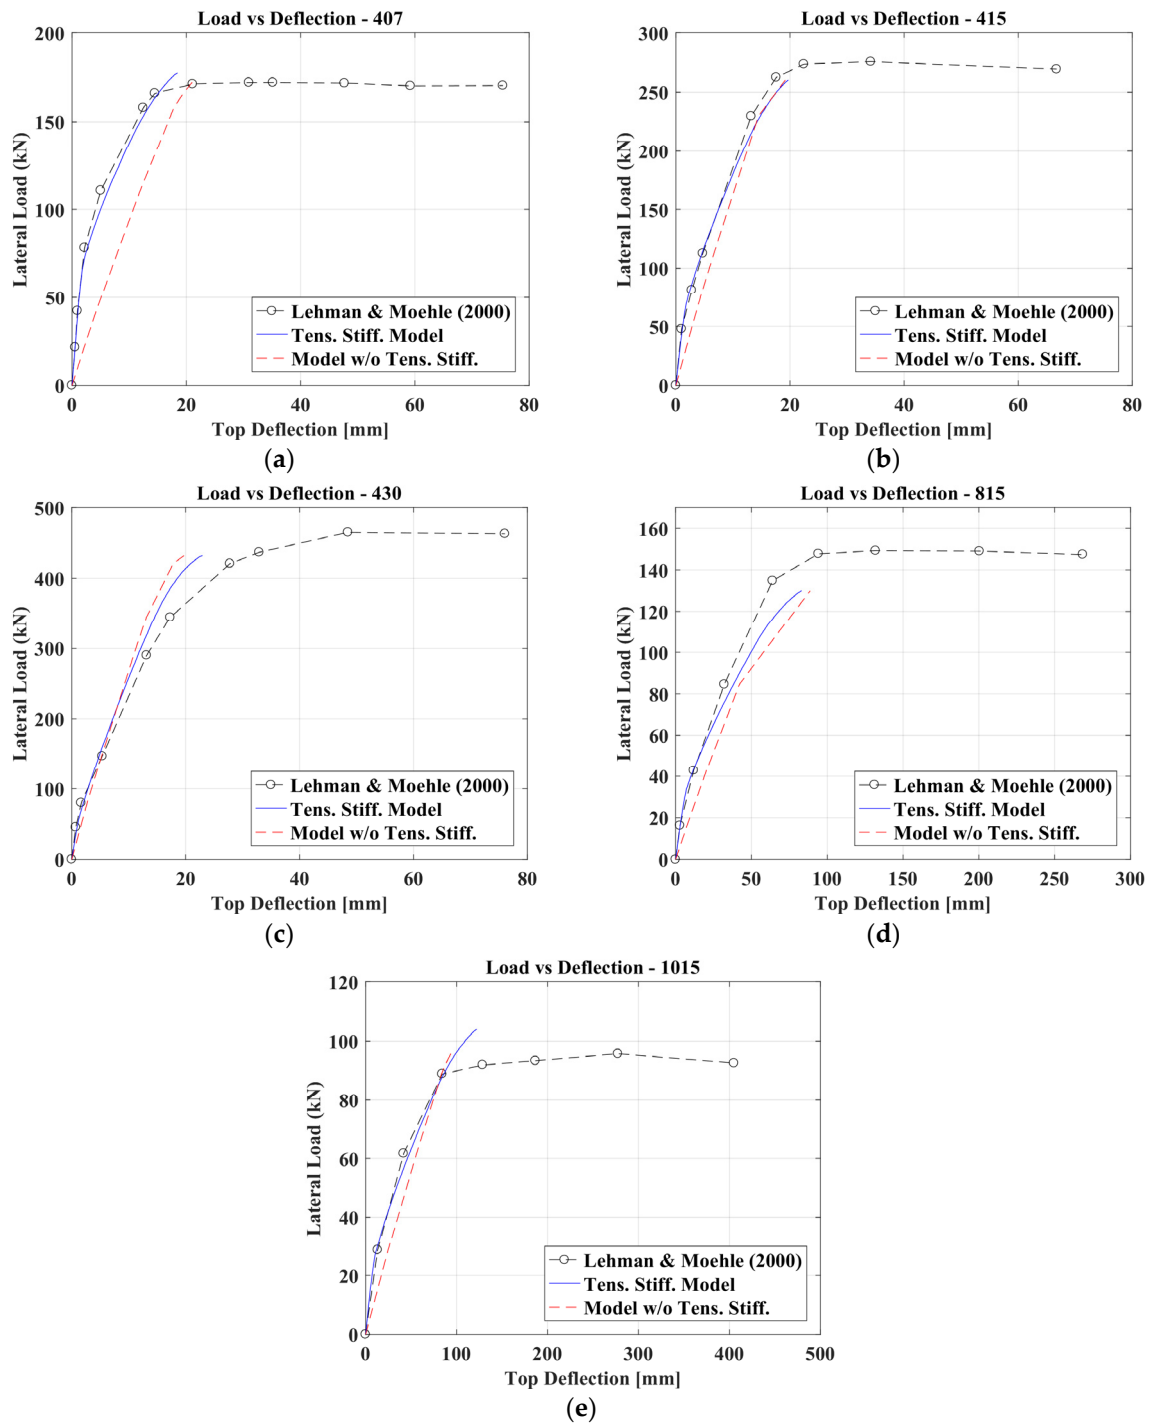 Load vs Deflection - 407
200
150
100
50
0
0 20 40 60 80
Lateral Load (kN)
Top Deflection [mm]
Lehman & Moehle (2000)
Tens. Stiff. Model
Model w/o Tens. Stiff.
(a)
Load vs Deflection - 415
300
250
200
150
100
50
0
0 20 40 60 80
Lateral Load (kN)
Top Deflection [mm]
Lehman & Moehle (2000)
Tens. Stiff. Model
Model w/o Tens. Stiff.
(b)
Load vs Deflection - 430
500
400
300
200
100
0
0 20 40 60 80
Lateral Load (kN)
Top Deflection [mm]
Lehman & Moehle (2000)
Tens. Stiff. Model
Model w/o Tens. Stiff.
(c)
Load vs Deflection - 815
160
140
120
100
80
60
40
20
0
0 50 100 150 200 250 300
Lateral Load (kN)
Top Deflection [mm]
Lehman & Moehle (2000)
Tens. Stiff. Model
Model w/o Tens. Stiff.
(d)
Load vs Deflection - 1015
120
100
80
60
40
20
0
0 100 200 300 400 500
Lateral Load (kN)
Top Deflection [mm]
Lehman & Moehle (2000)
Tens. Stiff. Model
Model w/o Tens. Stiff.
(e)